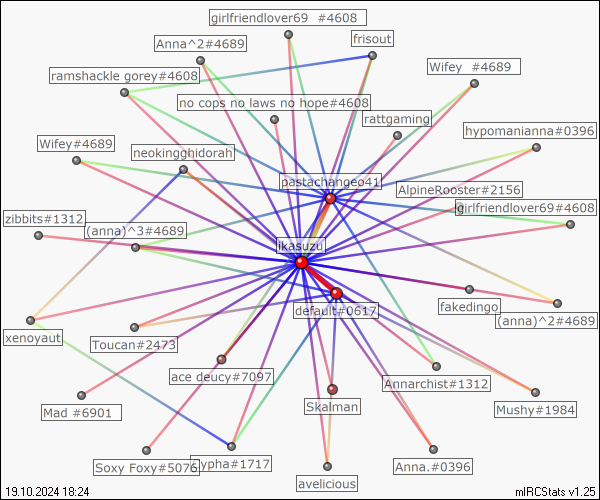 girlfriendlover69 #4608
Anna^2#4689
frisout
ramshackle gorey#4608
Wifey #4689
no cops no laws no hope#4608
rattgaming
hypomanianna#0396
Wifey#4689
neokingghidorah
pastachangeo41
AlpineRooster#2156
girlfriendlover69#4608
zibbits#1312
(anna)^3#4689
ikasuzu
default#0617
fakedingo
(anna)^2#4689
xenoyaut
Toucan#2473
ace deucy#7097
Annarchist#1312
Mad #6901
Skalman
Mushy#1984
Soxy Foxy#5076
ypha#1717
Anna.#0396
avelicious
19.10.2024 18:24
mIRCStats v1.25